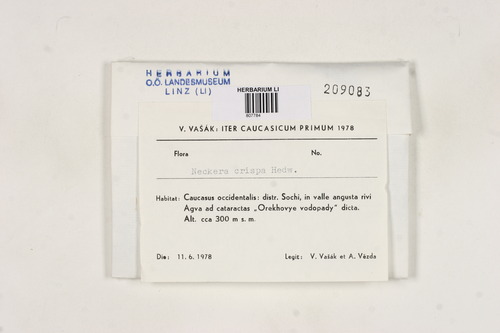 HERBARIUM
O.Ö. LANDESMUSEUM
LINZ (LI)
HERBARIUM LI
807784
209083
V. VAŠÁK: ITER CAUCASICUM PRIMUM 1978
Flora No.
Neckera crispa Hedw.
Habitat: Caucasus occidentalis: distr. Sochi, in valle angusta rivi
Agva ad cataractas „Orekhovye vodopady" dicta.
Alt. cca 300 m s. m.
Die: 11. 6. 1978 Legit: V. Vašák et A. Vězda